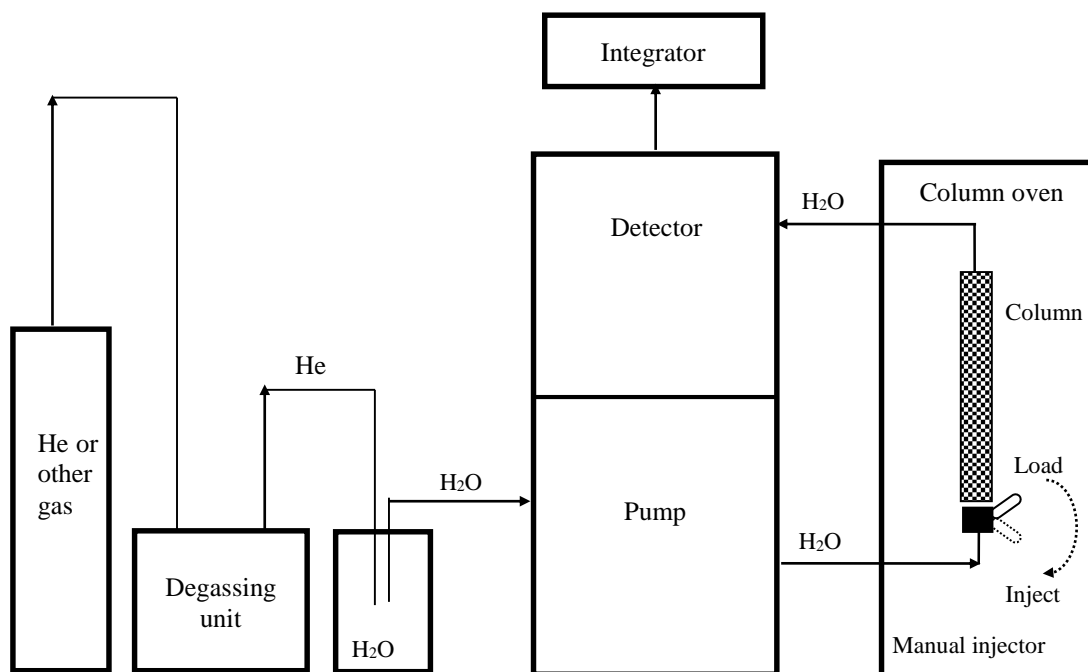 Integrator
Detector
H2O
Column oven
Column
He or
other
gas
He
Degassing
unit
H2O
H2O
Pump
H2O
Load
Inject
Manual injector